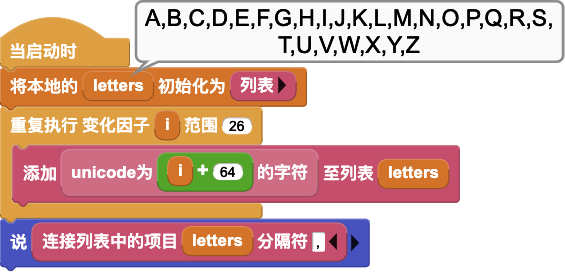 A,B,C,D,E,F,G,H,I,J,K,L,M,N,O,P,Q,R,S,
T,U,V,W,X,Y,Z
当启动时
将本地的 letters 初始化为 列表
重复执行 变化因子 i 范围 26
添加 unicode为 i + 64 的字符 至列表 letters
说 连接列表中的项目 letters 分隔符 ,